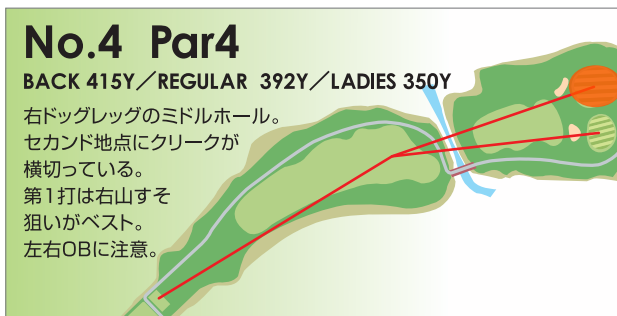 No.4 Par4
BACK 415Y／REGULAR 392Y／LADIES 350Y
右ドッグレッグのミドルホール。
セカンド地点にクリークが
横切っている。
第1打は右山すそ
狙いがベスト。
左右OBに注意。